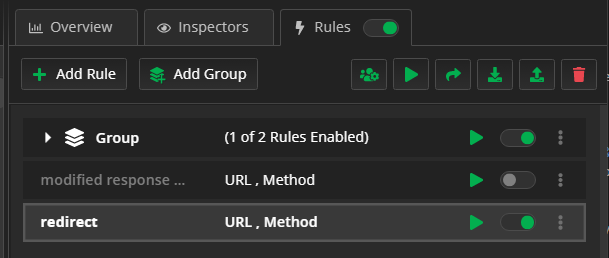 Overview Inspectors Rules
Add Rule Add Group
Group (1 of 2 Rules Enabled)
modified response ... URL , Method
redirect URL , Method